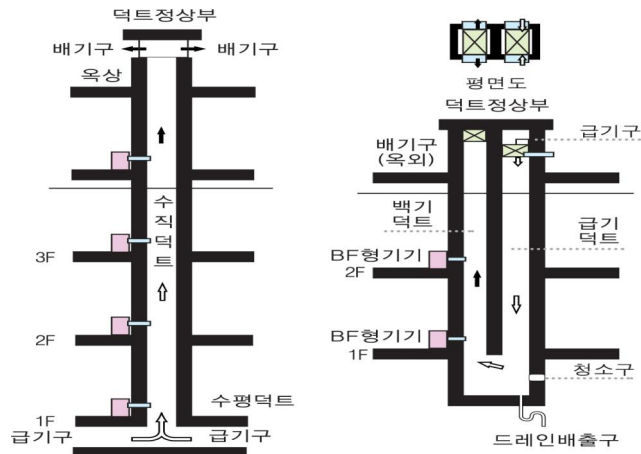 덕트정상부
배기구
배기구
옥상
수직덕트
3F
2F
1F
수평덕트
급기구
급기구
평면도
덕트정상부
급기구
배기구
(옥외)
백기
덕트
급기
덕트
BF형기기
2F
BF형기기
1F
청소구
드레인배출구